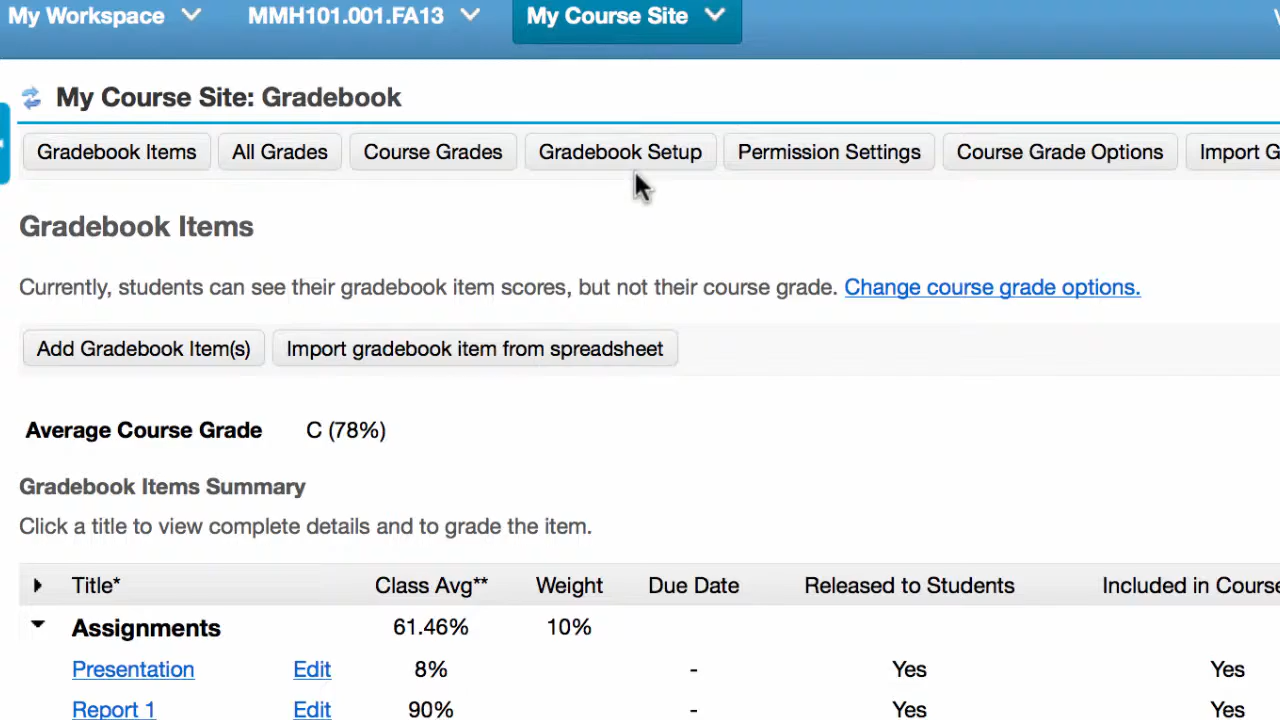 My Workspace MMH101.001.FA13 My Course Site
My Course Site: Gradebook
Gradebook Items All Grades Course Grades Gradebook Setup Permission Settings Course Grade Options Import G
Gradebook Items
Currently, students can see their gradebook item scores, but not their course grade. Change course grade options.
Add Gradebook Item(s) Import gradebook item from spreadsheet
Average Course Grade C (78%)
Gradebook Items Summary
Click a title to view complete details and to grade the item.
Title* Class Avg** Weight Due Date Released to Students Included in Course
Assignments 61.46% 10%
Presentation Edit 8% - Yes Yes
Report 1 Edit 90% - Yes Yes